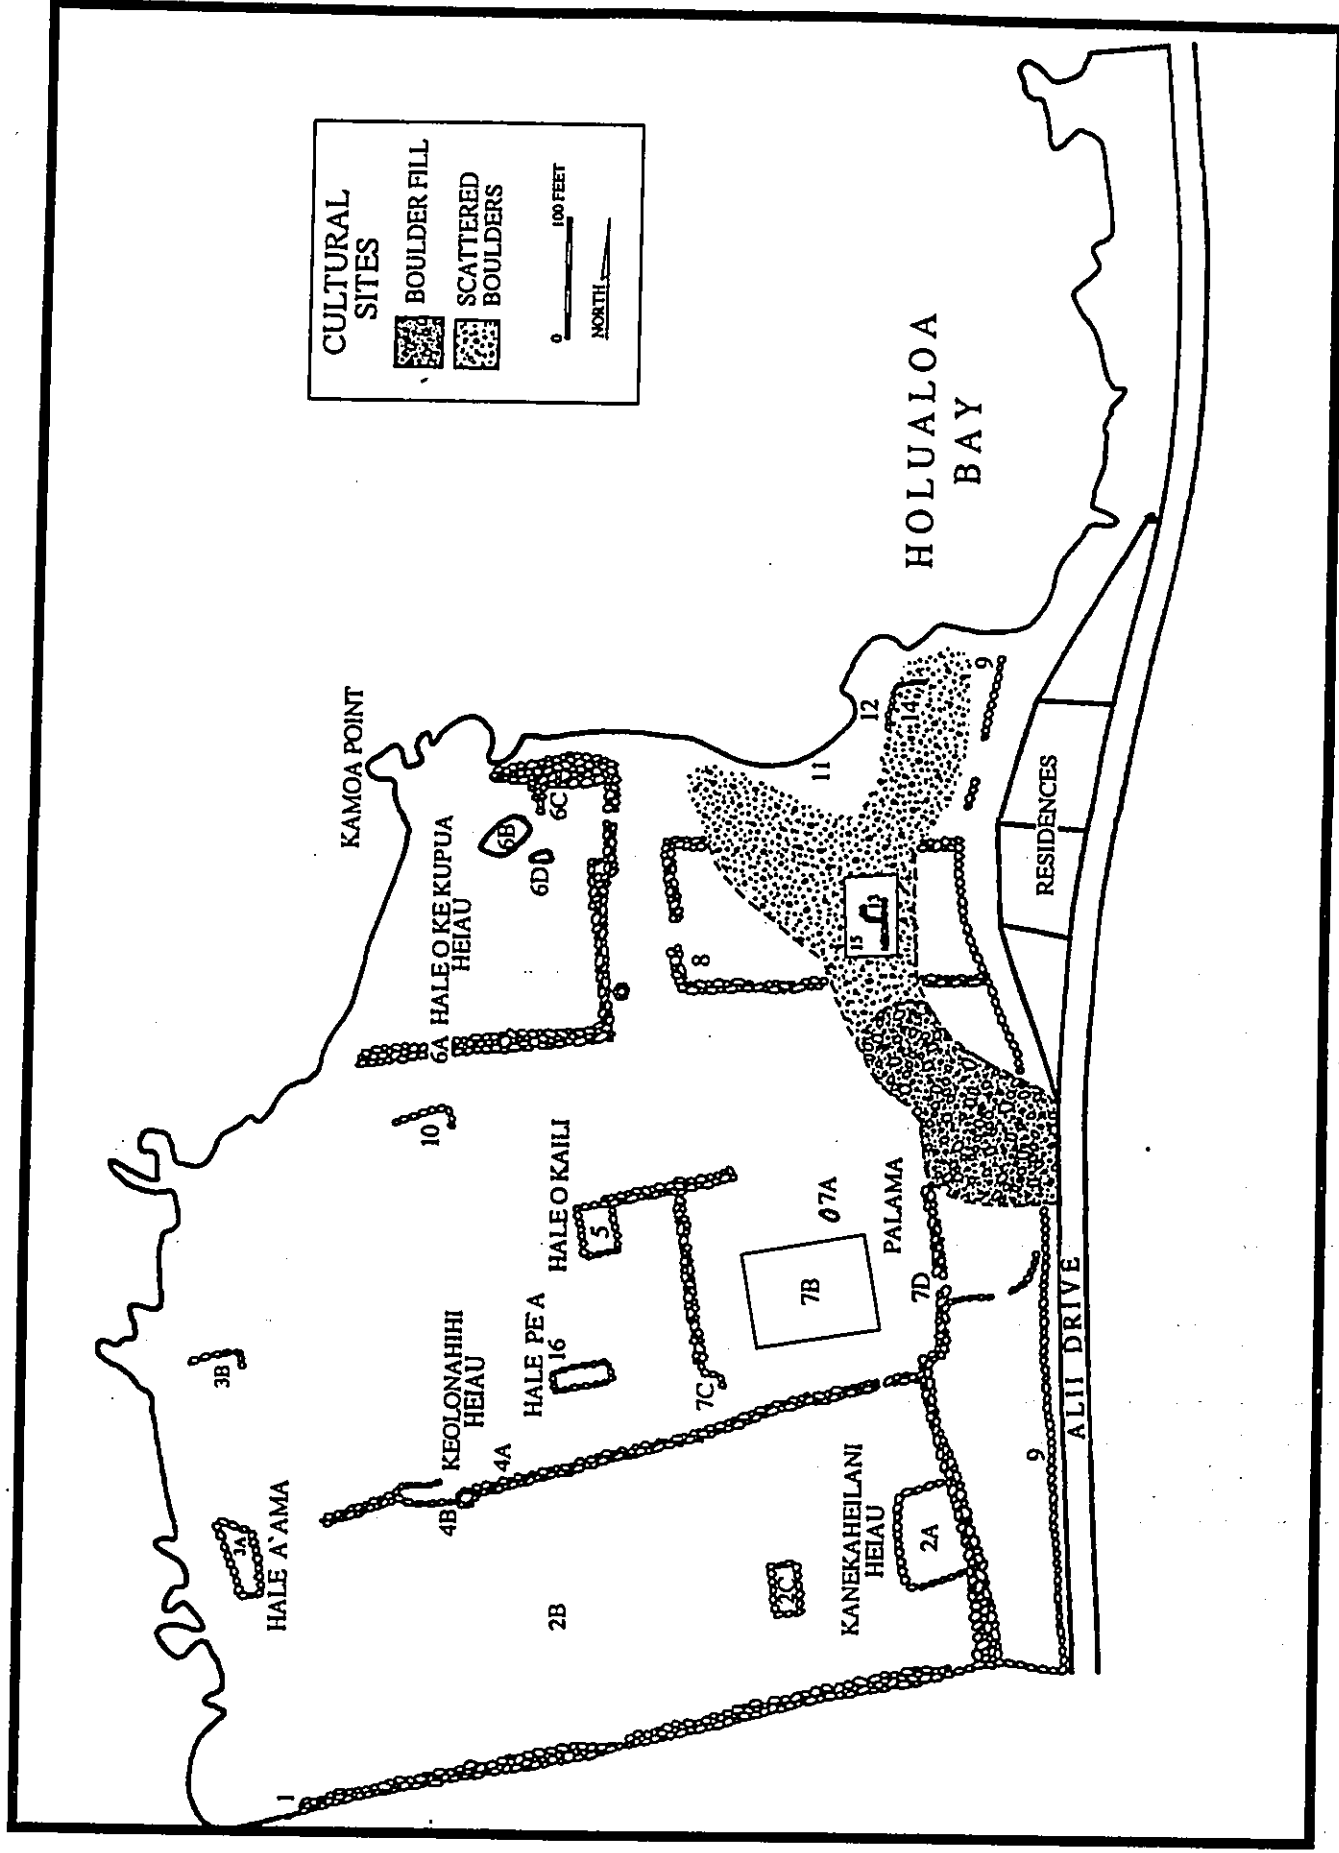 CULTURAL
SITES
BOULDER FILL
SCATTERED
BOULDERS
0
100 FEET
NORTH
KAMOA POINT
HOLUALOA
BAY
6A HALE O KE KUPUA
HEIAU
6B
6C
6D
10
HALE O KAILI
5
HALE PE`A
16
KEOLONAHIHI
HEIAU
4A
4B
3B
HALE A`AMA
3A
1
2B
2C
KANEKAHEILANI
HEIAU
2A
7C
7B
7A
PALAMA
7D
8
15
13
11
12
14
9
RESIDENCES
9
ALII DRIVE